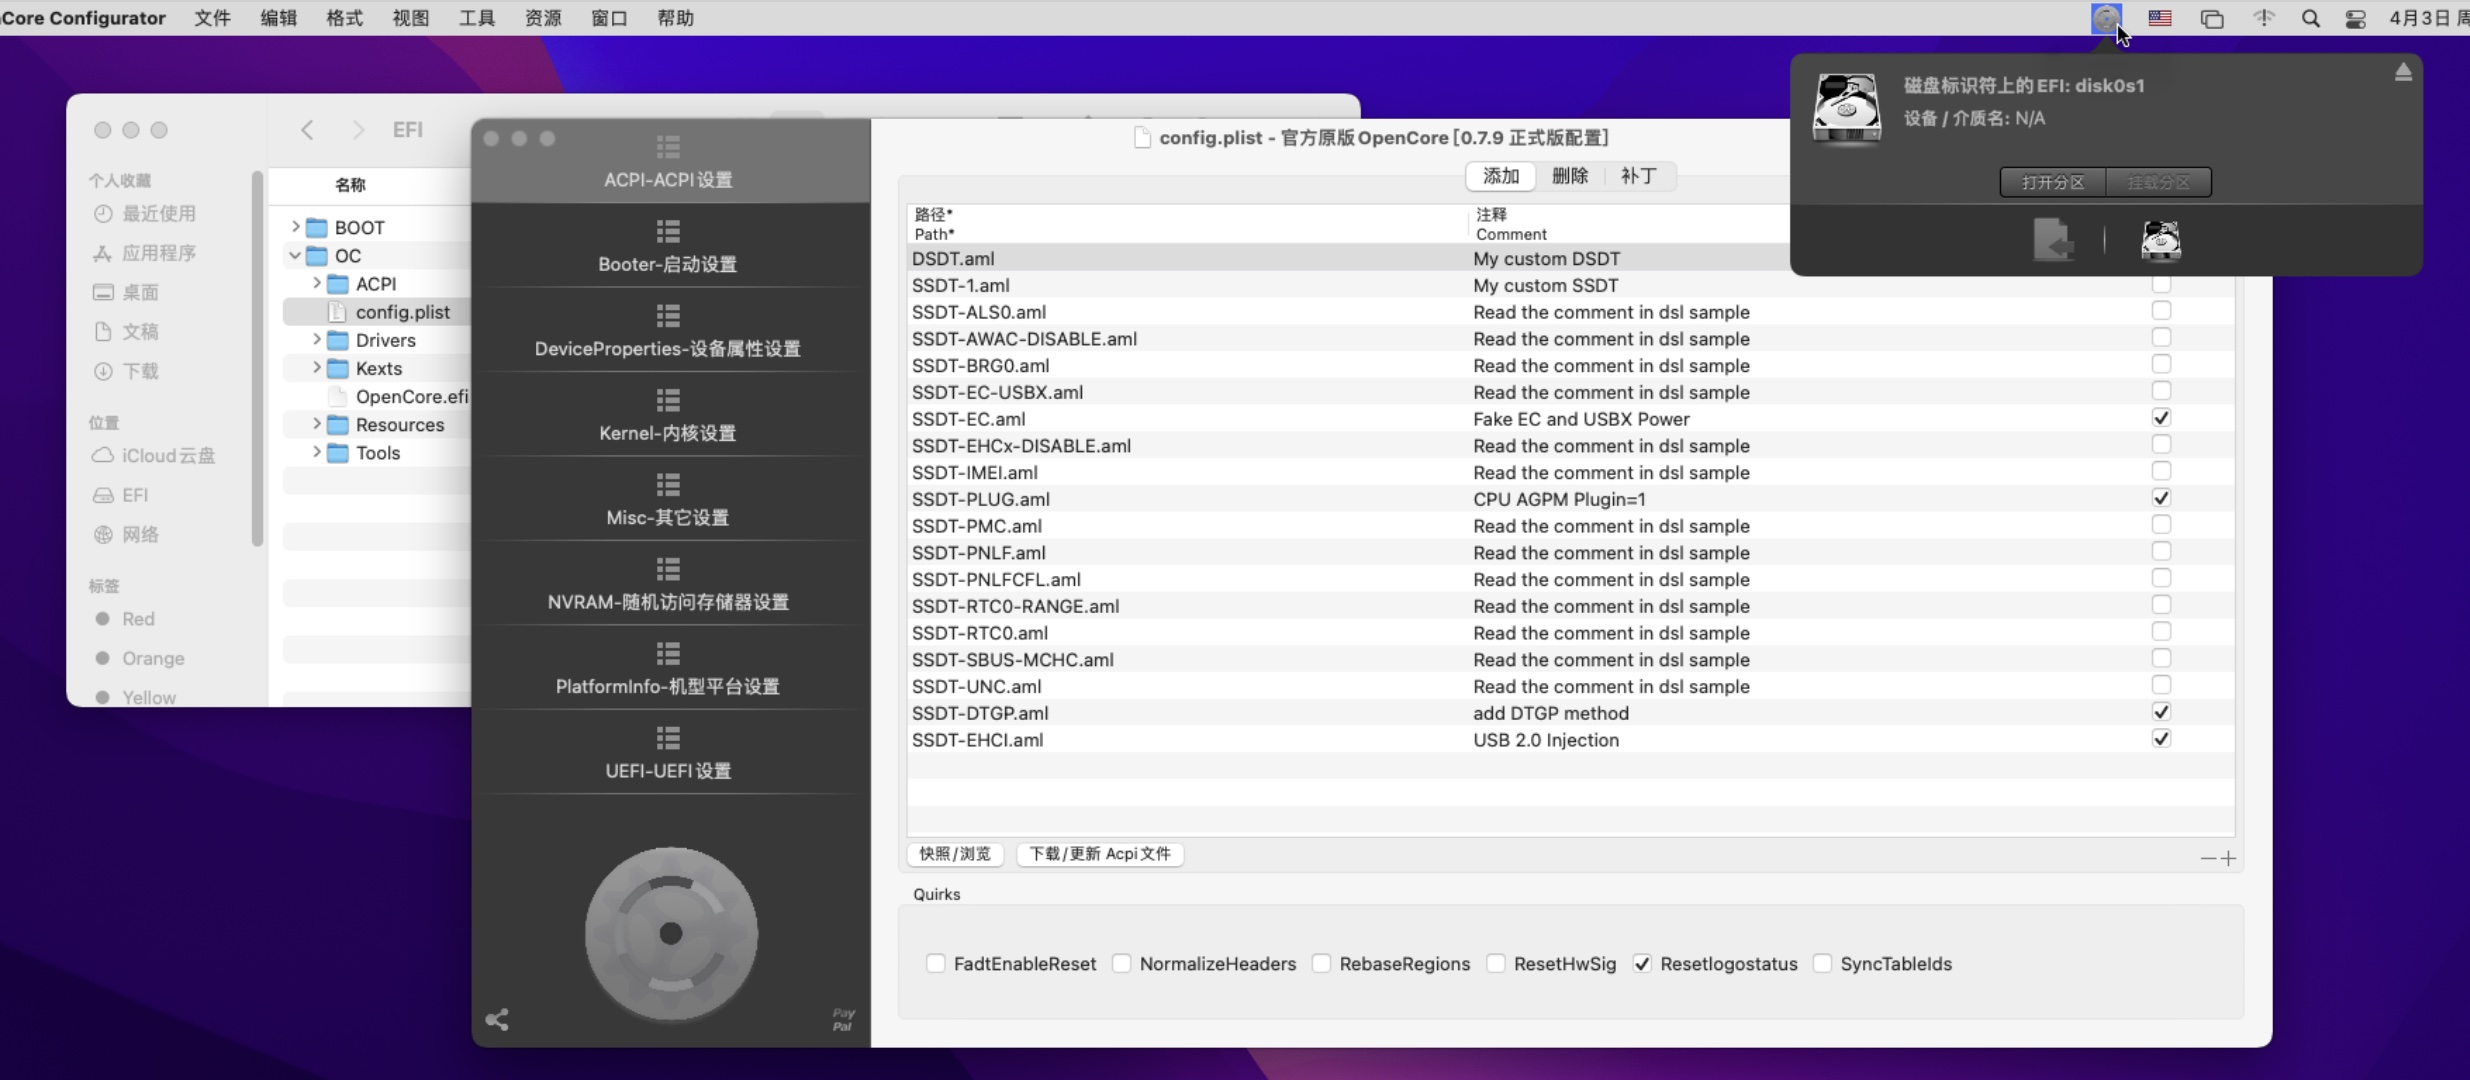 Core Configurator 文件 编辑 格式 视图 工具 资源 窗口 帮助 4月3日 周
磁盘标识符上的EFI: disk0s1
设备 / 介质名: N/A
打开分区 挂载分区
EFI
个人收藏
最近使用
应用程序
桌面
文稿
下载
位置
iCloud云盘
EFI
网络
标签
Red
Orange
Yellow
名称
BOOT
OC
ACPI
config.plist
Drivers
Kexts
OpenCore.efi
Resources
Tools
ACPI-ACPI设置
Booter-启动设置
DeviceProperties-设备属性设置
Kernel-内核设置
Misc-其它设置
NVRAM-随机访问存储器设置
PlatformInfo-机型平台设置
UEFI-UEFI设置
Pay
Pal
config.plist - 官方原版OpenCore[0.7.9 正式版配置]
添加 删除 补丁
路径* 注释
Path* Comment
DSDT.aml My custom DSDT
SSDT-1.aml My custom SSDT
SSDT-ALS0.aml Read the comment in dsl sample
SSDT-AWAC-DISABLE.aml Read the comment in dsl sample
SSDT-BRG0.aml Read the comment in dsl sample
SSDT-EC-USBX.aml Read the comment in dsl sample
SSDT-EC.aml Fake EC and USBX Power
SSDT-EHCx-DISABLE.aml Read the comment in dsl sample
SSDT-IMEI.aml Read the comment in dsl sample
SSDT-PLUG.aml CPU AGPM Plugin=1
SSDT-PMC.aml Read the comment in dsl sample
SSDT-PNLF.aml Read the comment in dsl sample
SSDT-PNLFCFL.aml Read the comment in dsl sample
SSDT-RTC0-RANGE.aml Read the comment in dsl sample
SSDT-RTC0.aml Read the comment in dsl sample
SSDT-SBUS-MCHC.aml Read the comment in dsl sample
SSDT-UNC.aml Read the comment in dsl sample
SSDT-DTGP.aml add DTGP method
SSDT-EHCI.aml USB 2.0 Injection
快照/浏览 下载/更新 Acpi文件
Quirks
FadtEnableReset NormalizeHeaders RebaseRegions ResetHwSig Resetlogostatus SyncTableIds